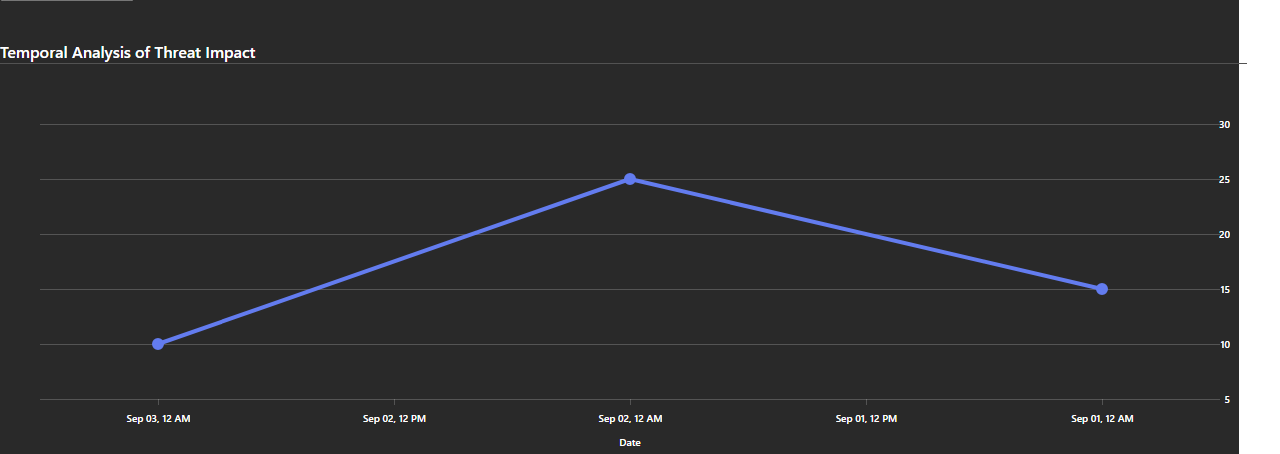 Temporal Analysis of Threat Impact
30
25
20
15
10
5
Sep 03, 12 AM Sep 02, 12 PM Sep 02, 12 AM Sep 01, 12 PM Sep 01, 12 AM
Date